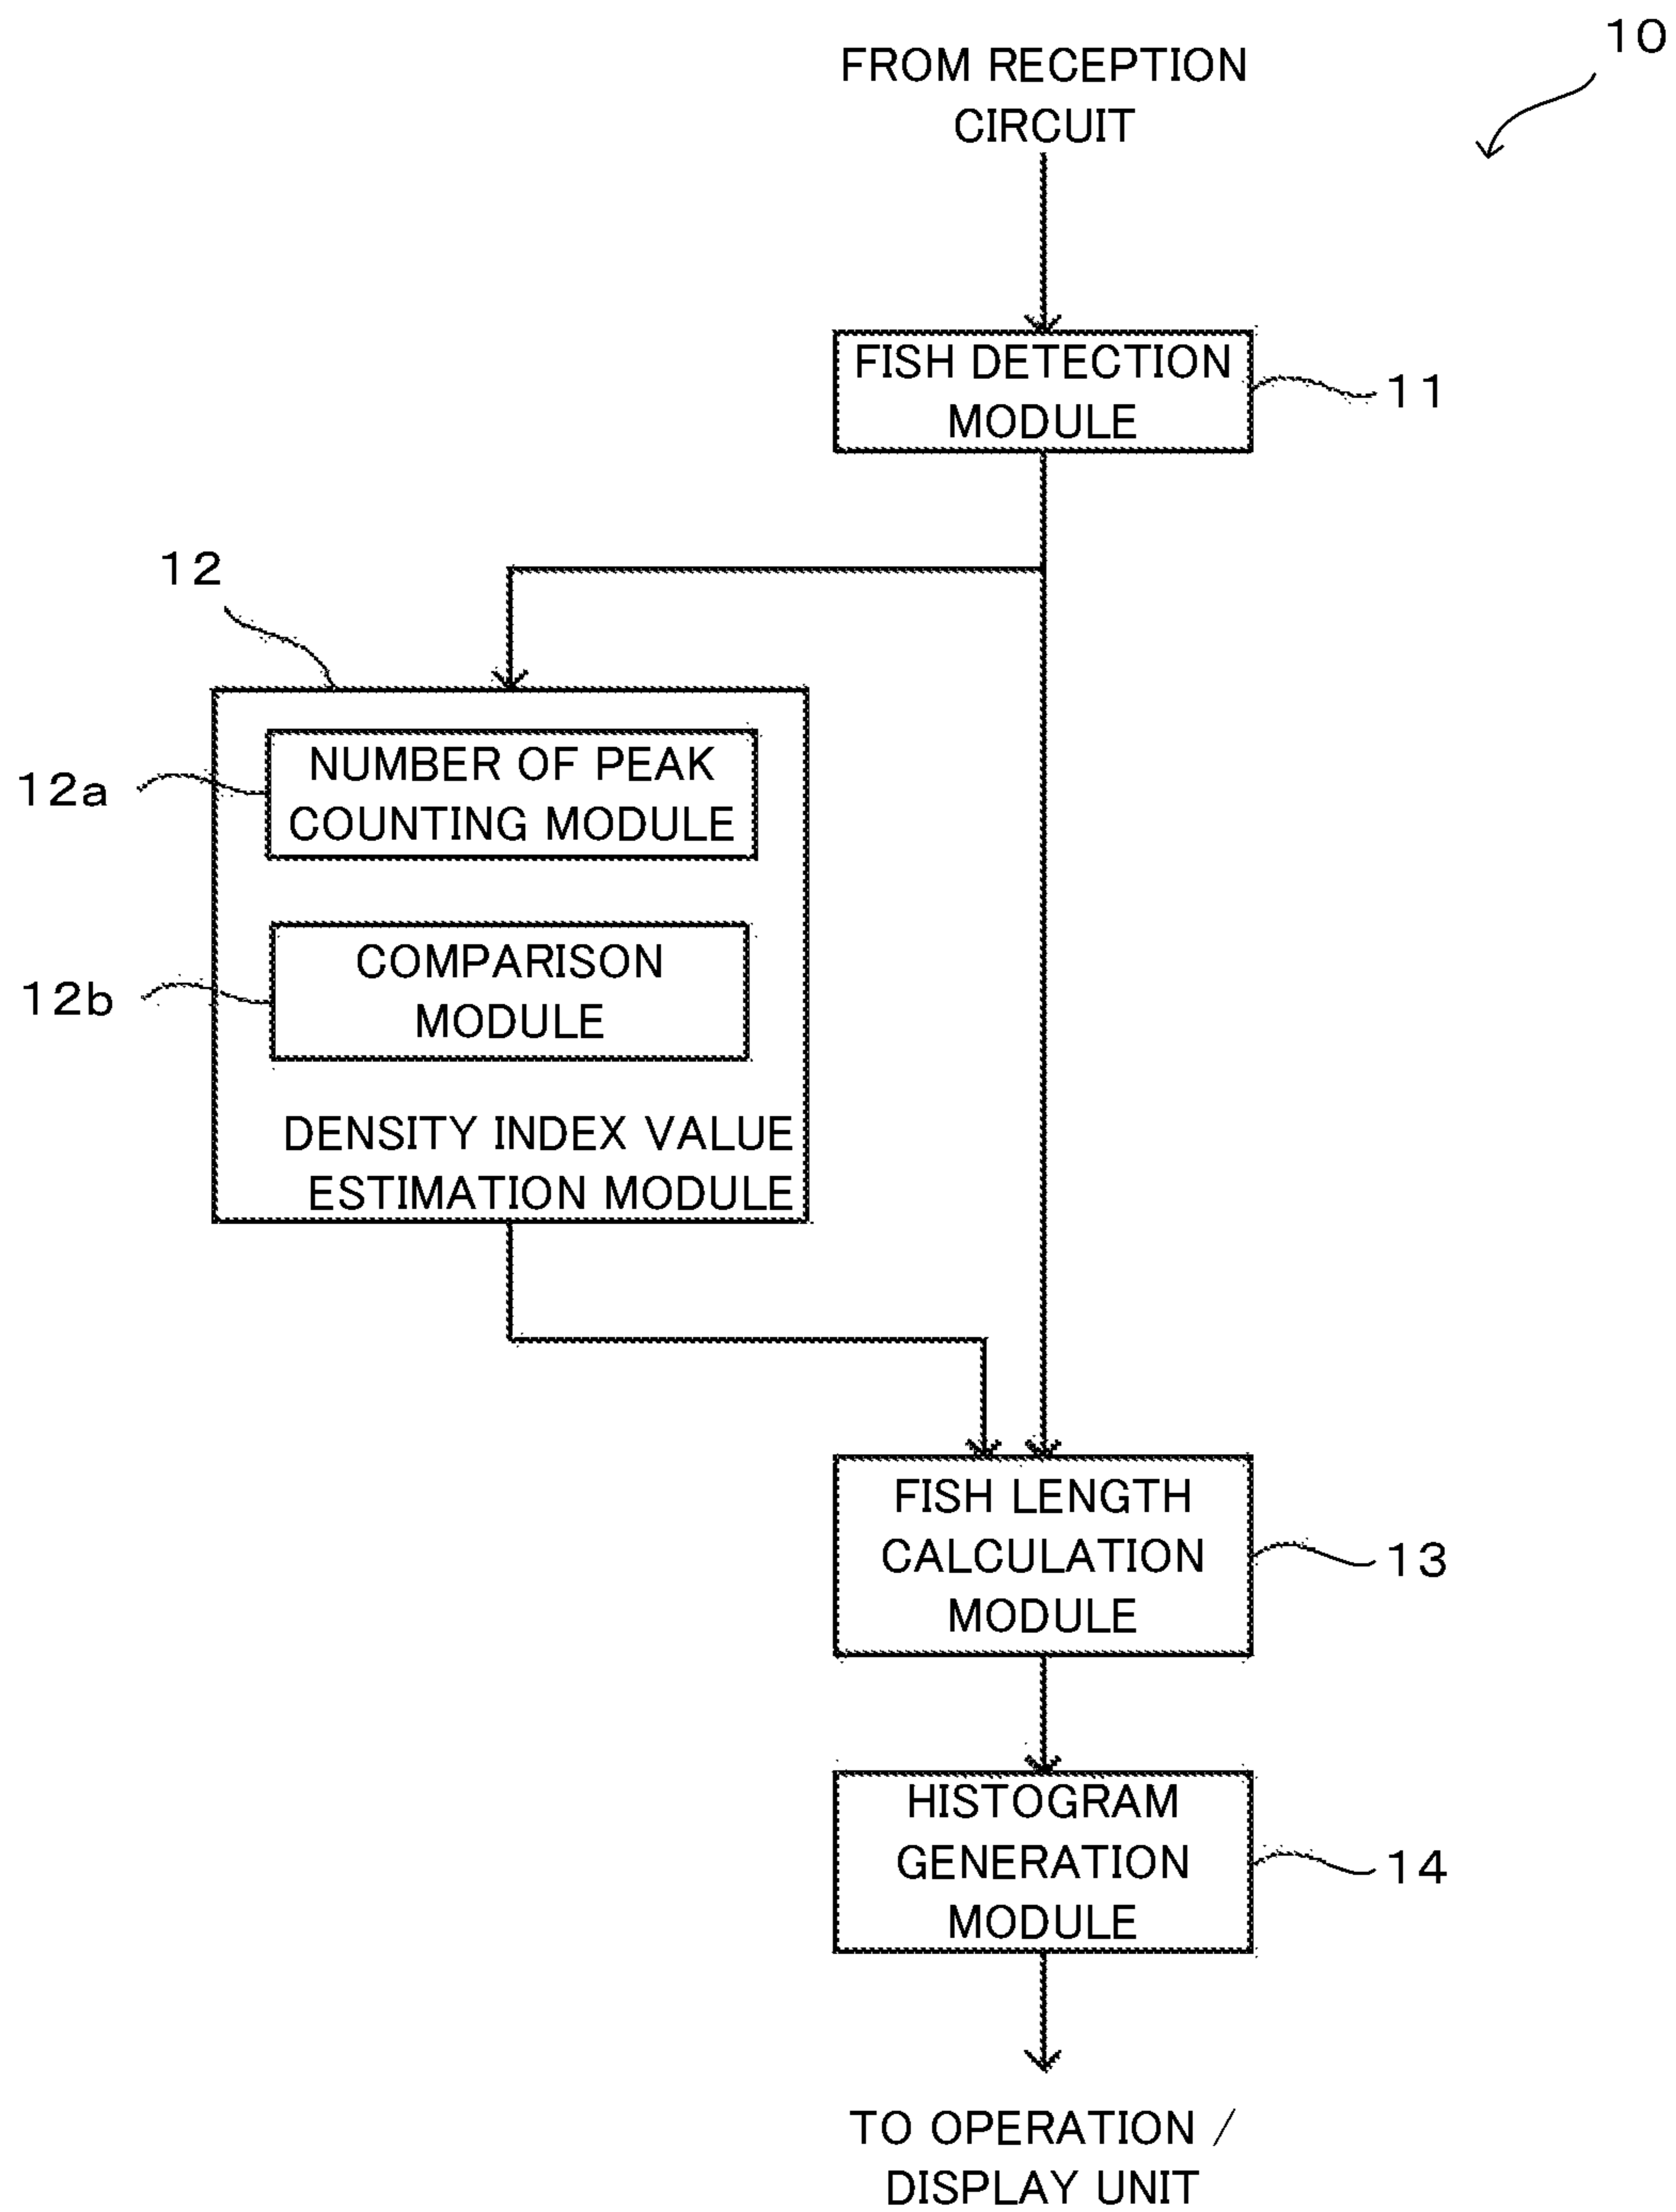 10
FROM RECEPTION
CIRCUIT
FISH DETECTION
MODULE
11
12
NUMBER OF PEAK
COUNTING MODULE
12a
COMPARISON
MODULE
12b
DENSITY INDEX VALUE
ESTIMATION MODULE
FISH LENGTH
CALCULATION
MODULE
13
HISTOGRAM
GENERATION
MODULE
14
TO OPERATION /
DISPLAY UNIT